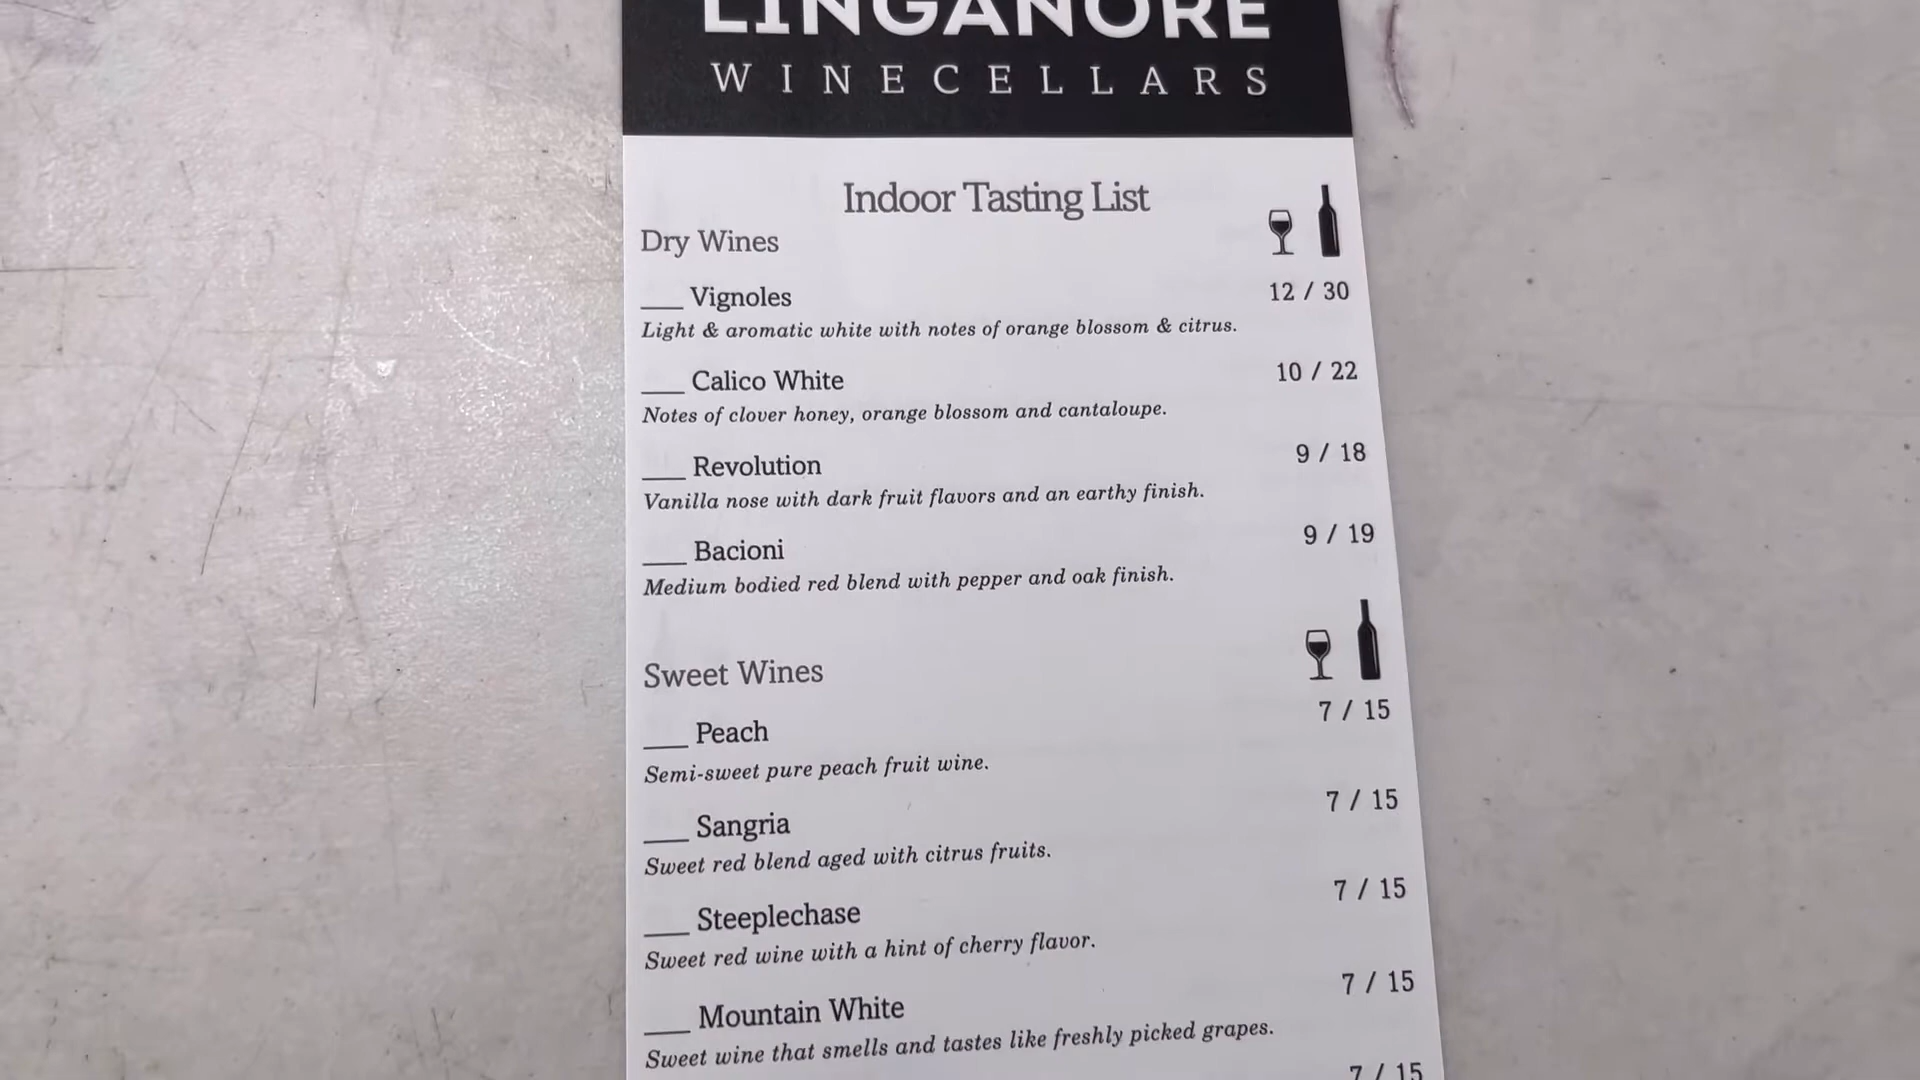 LINGANORE
WINECELLARS
Indoor Tasting List
Dry Wines
___ Vignoles 12 / 30
Light & aromatic white with notes of orange blossom & citrus.
___ Calico White 10 / 22
Notes of clover honey, orange blossom and cantaloupe.
___ Revolution 9 / 18
Vanilla nose with dark fruit flavors and an earthy finish.
___ Bacioni 9 / 19
Medium bodied red blend with pepper and oak finish.
Sweet Wines
___ Peach 7 / 15
Semi-sweet pure peach fruit wine.
___ Sangria 7 / 15
Sweet red blend aged with citrus fruits.
___ Steeplechase 7 / 15
Sweet red wine with a hint of cherry flavor.
___ Mountain White 7 / 15
Sweet wine that smells and tastes like freshly picked grapes.
7 / 15